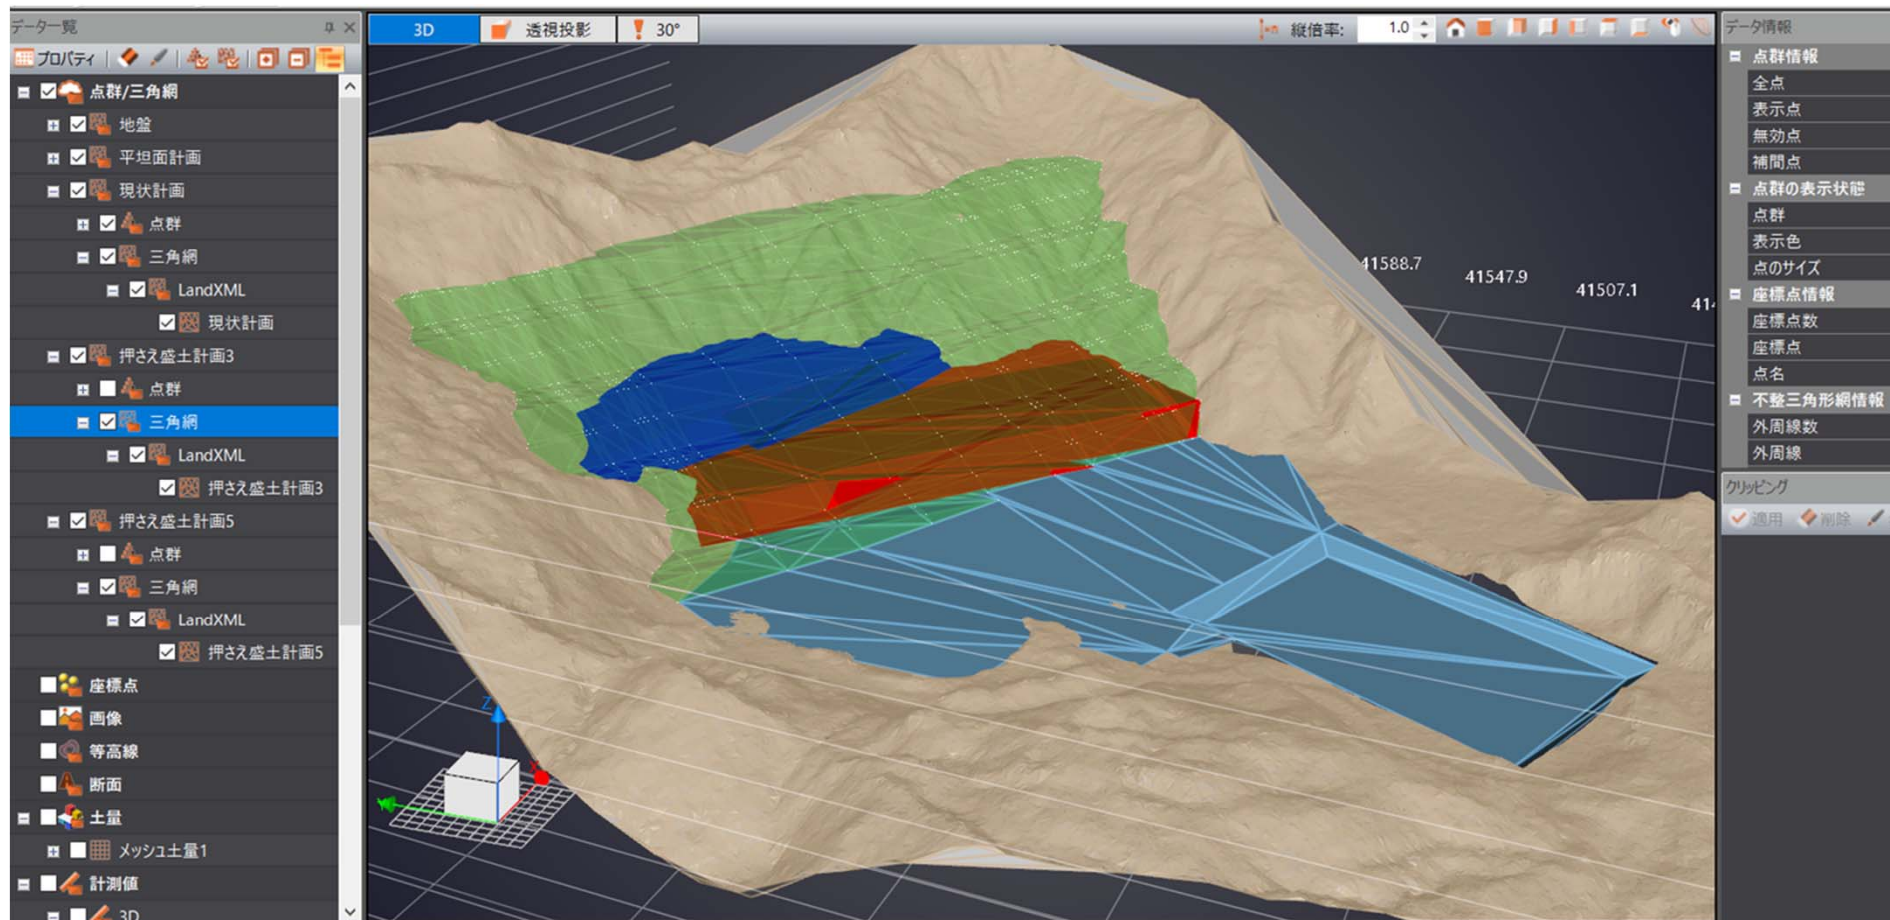 データ一覧
プロパティ
点群/三角網
地盤
平坦面計画
現状計画
点群
三角網
LandXML
現状計画
押さえ盛土計画3
点群
三角網
LandXML
押さえ盛土計画3
押さえ盛土計画5
点群
三角網
LandXML
押さえ盛土計画5
座標点
画像
等高線
断面
土量
メッシュ土量1
計測値
3D
3D
透視投影
30°
縦倍率:
1.0
41588.7
41547.9
41507.1
414
Z
X
データ情報
点群情報
全点
表示点
無効点
補間点
点群の表示状態
点群
表示色
点のサイズ
座標点情報
座標点数
座標点
点名
不整三角形網情報
外周線数
外周線
クリッピング
適用
削除